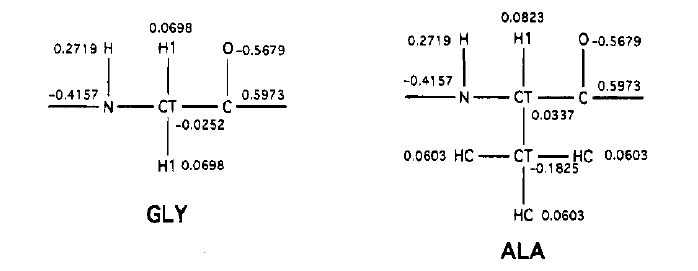 0.0698
0.2719 H H1 O -0.5679
-0.4157 N CT C 0.5973
-0.0252
H1 0.0698
GLY
0.0823
0.2719 H H1 O -0.5679
-0.4157 N CT C 0.5973
0.0337
0.0603 HC CT HC 0.0603
-0.1825
HC 0.0603
ALA